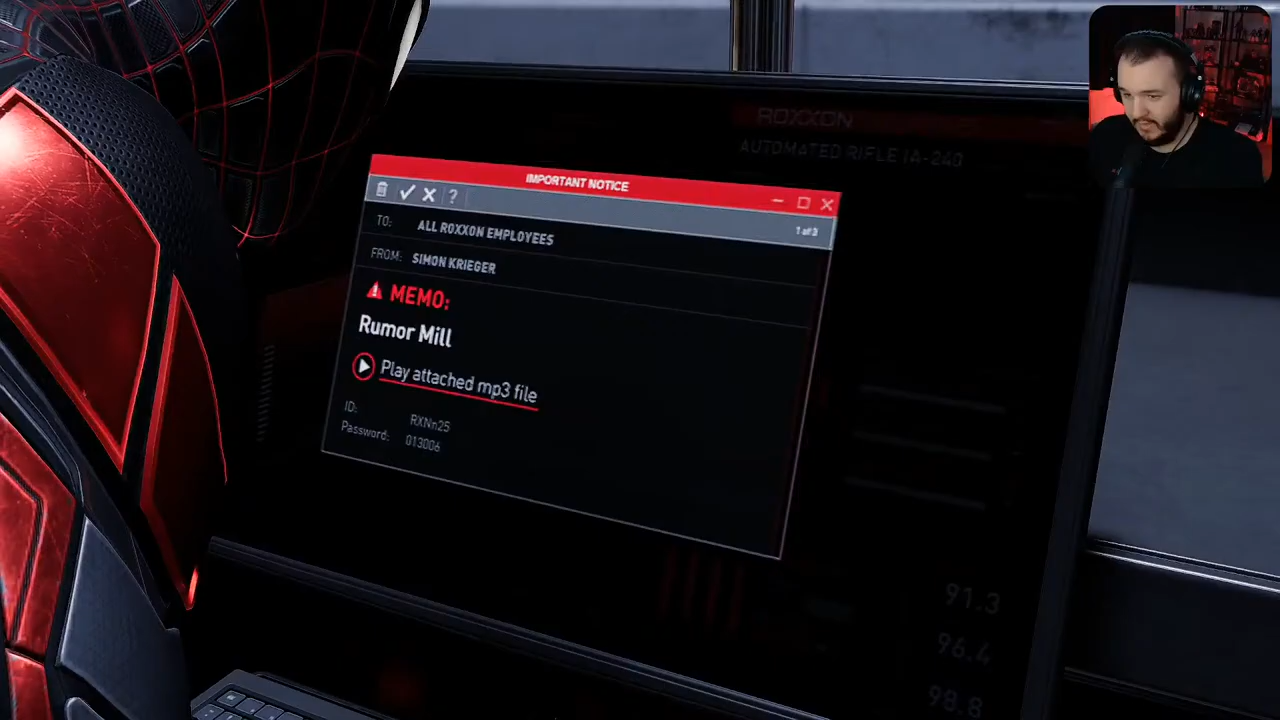 ROXXON
AUTOMATED RIFLE IA-240
IMPORTANT NOTICE
?
1 of 3
TO: ALL ROXXON EMPLOYEES
FROM: SIMON KRIEGER
MEMO:
Rumor Mill
Play attached mp3 file
ID: RXNn25
Password: 013006
91.3
96.4
98.8